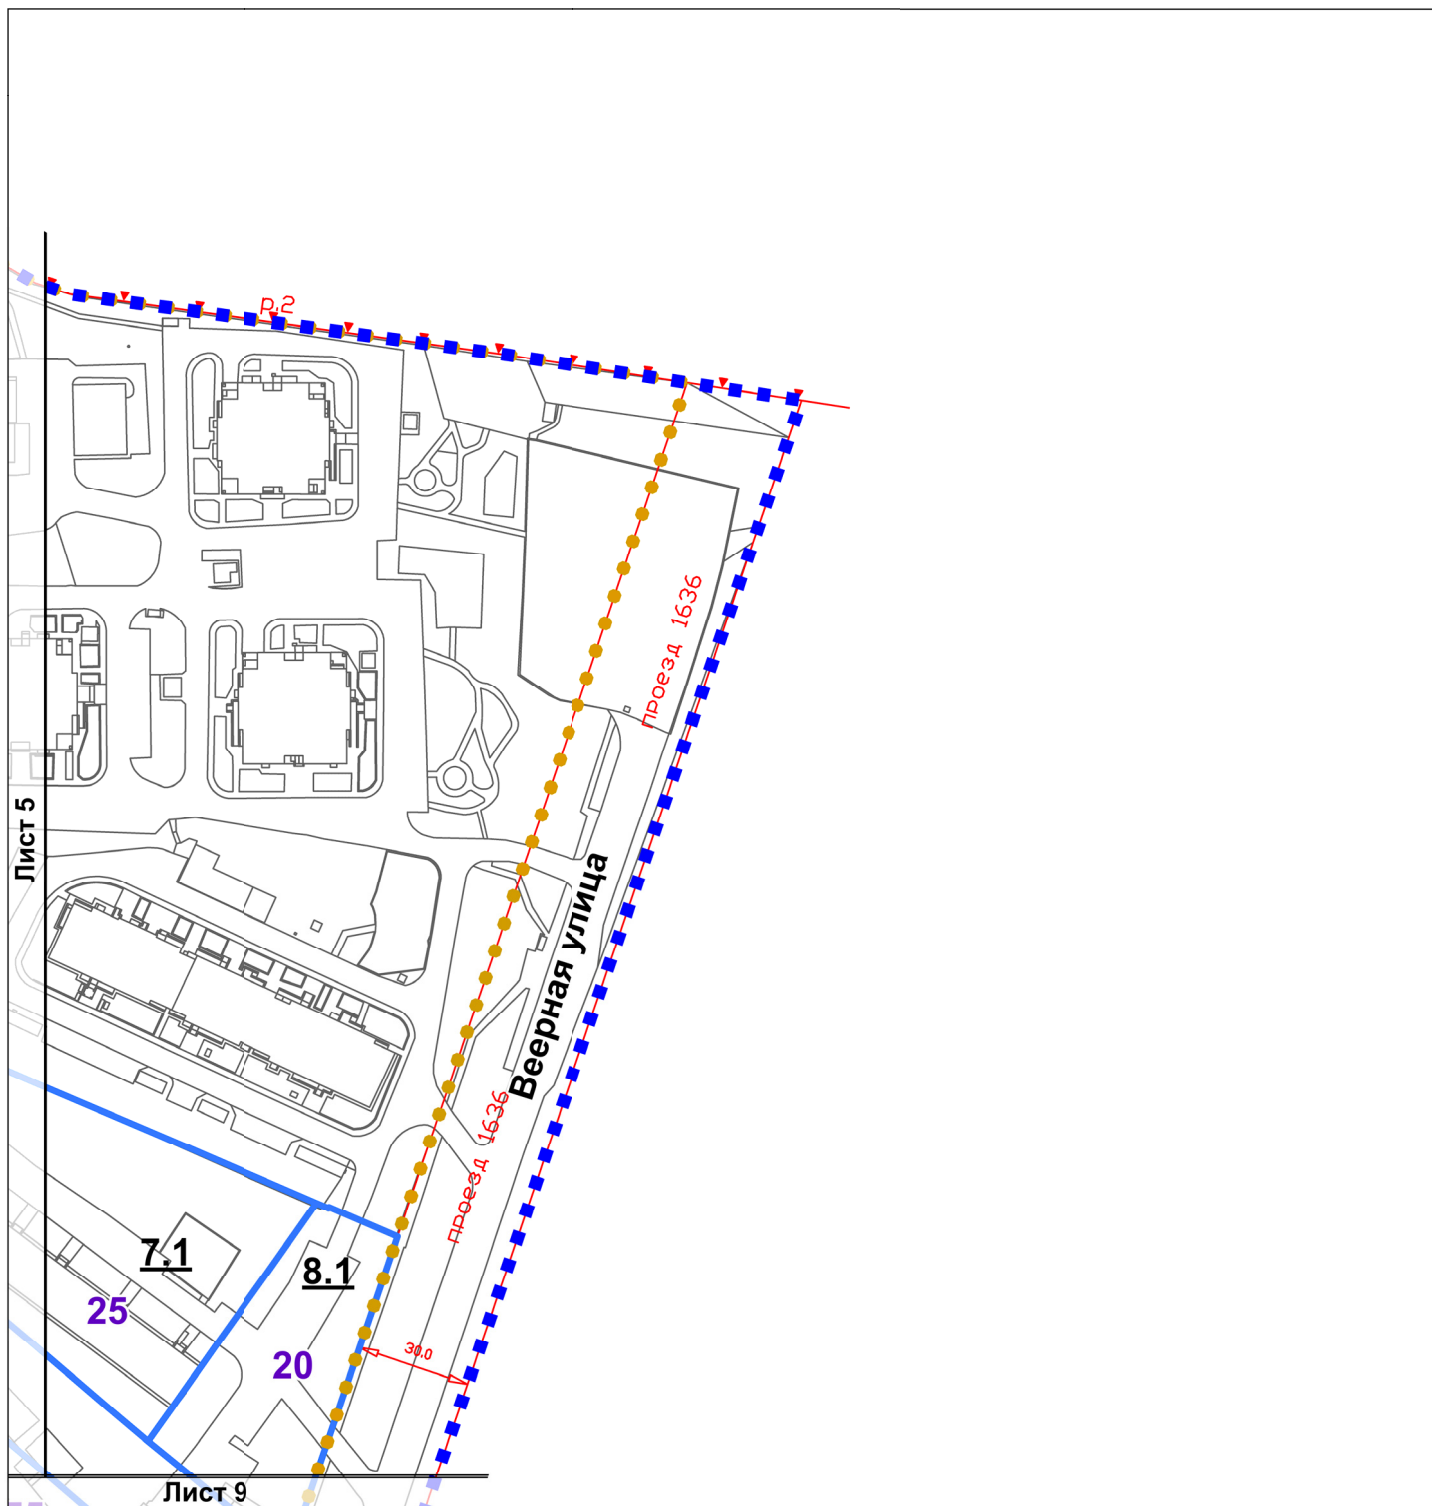 р.2
проезд 1636
Лист 5
Веерная улица
проезд 1636
7.1
8.1
25
30.0
20
Лист 9